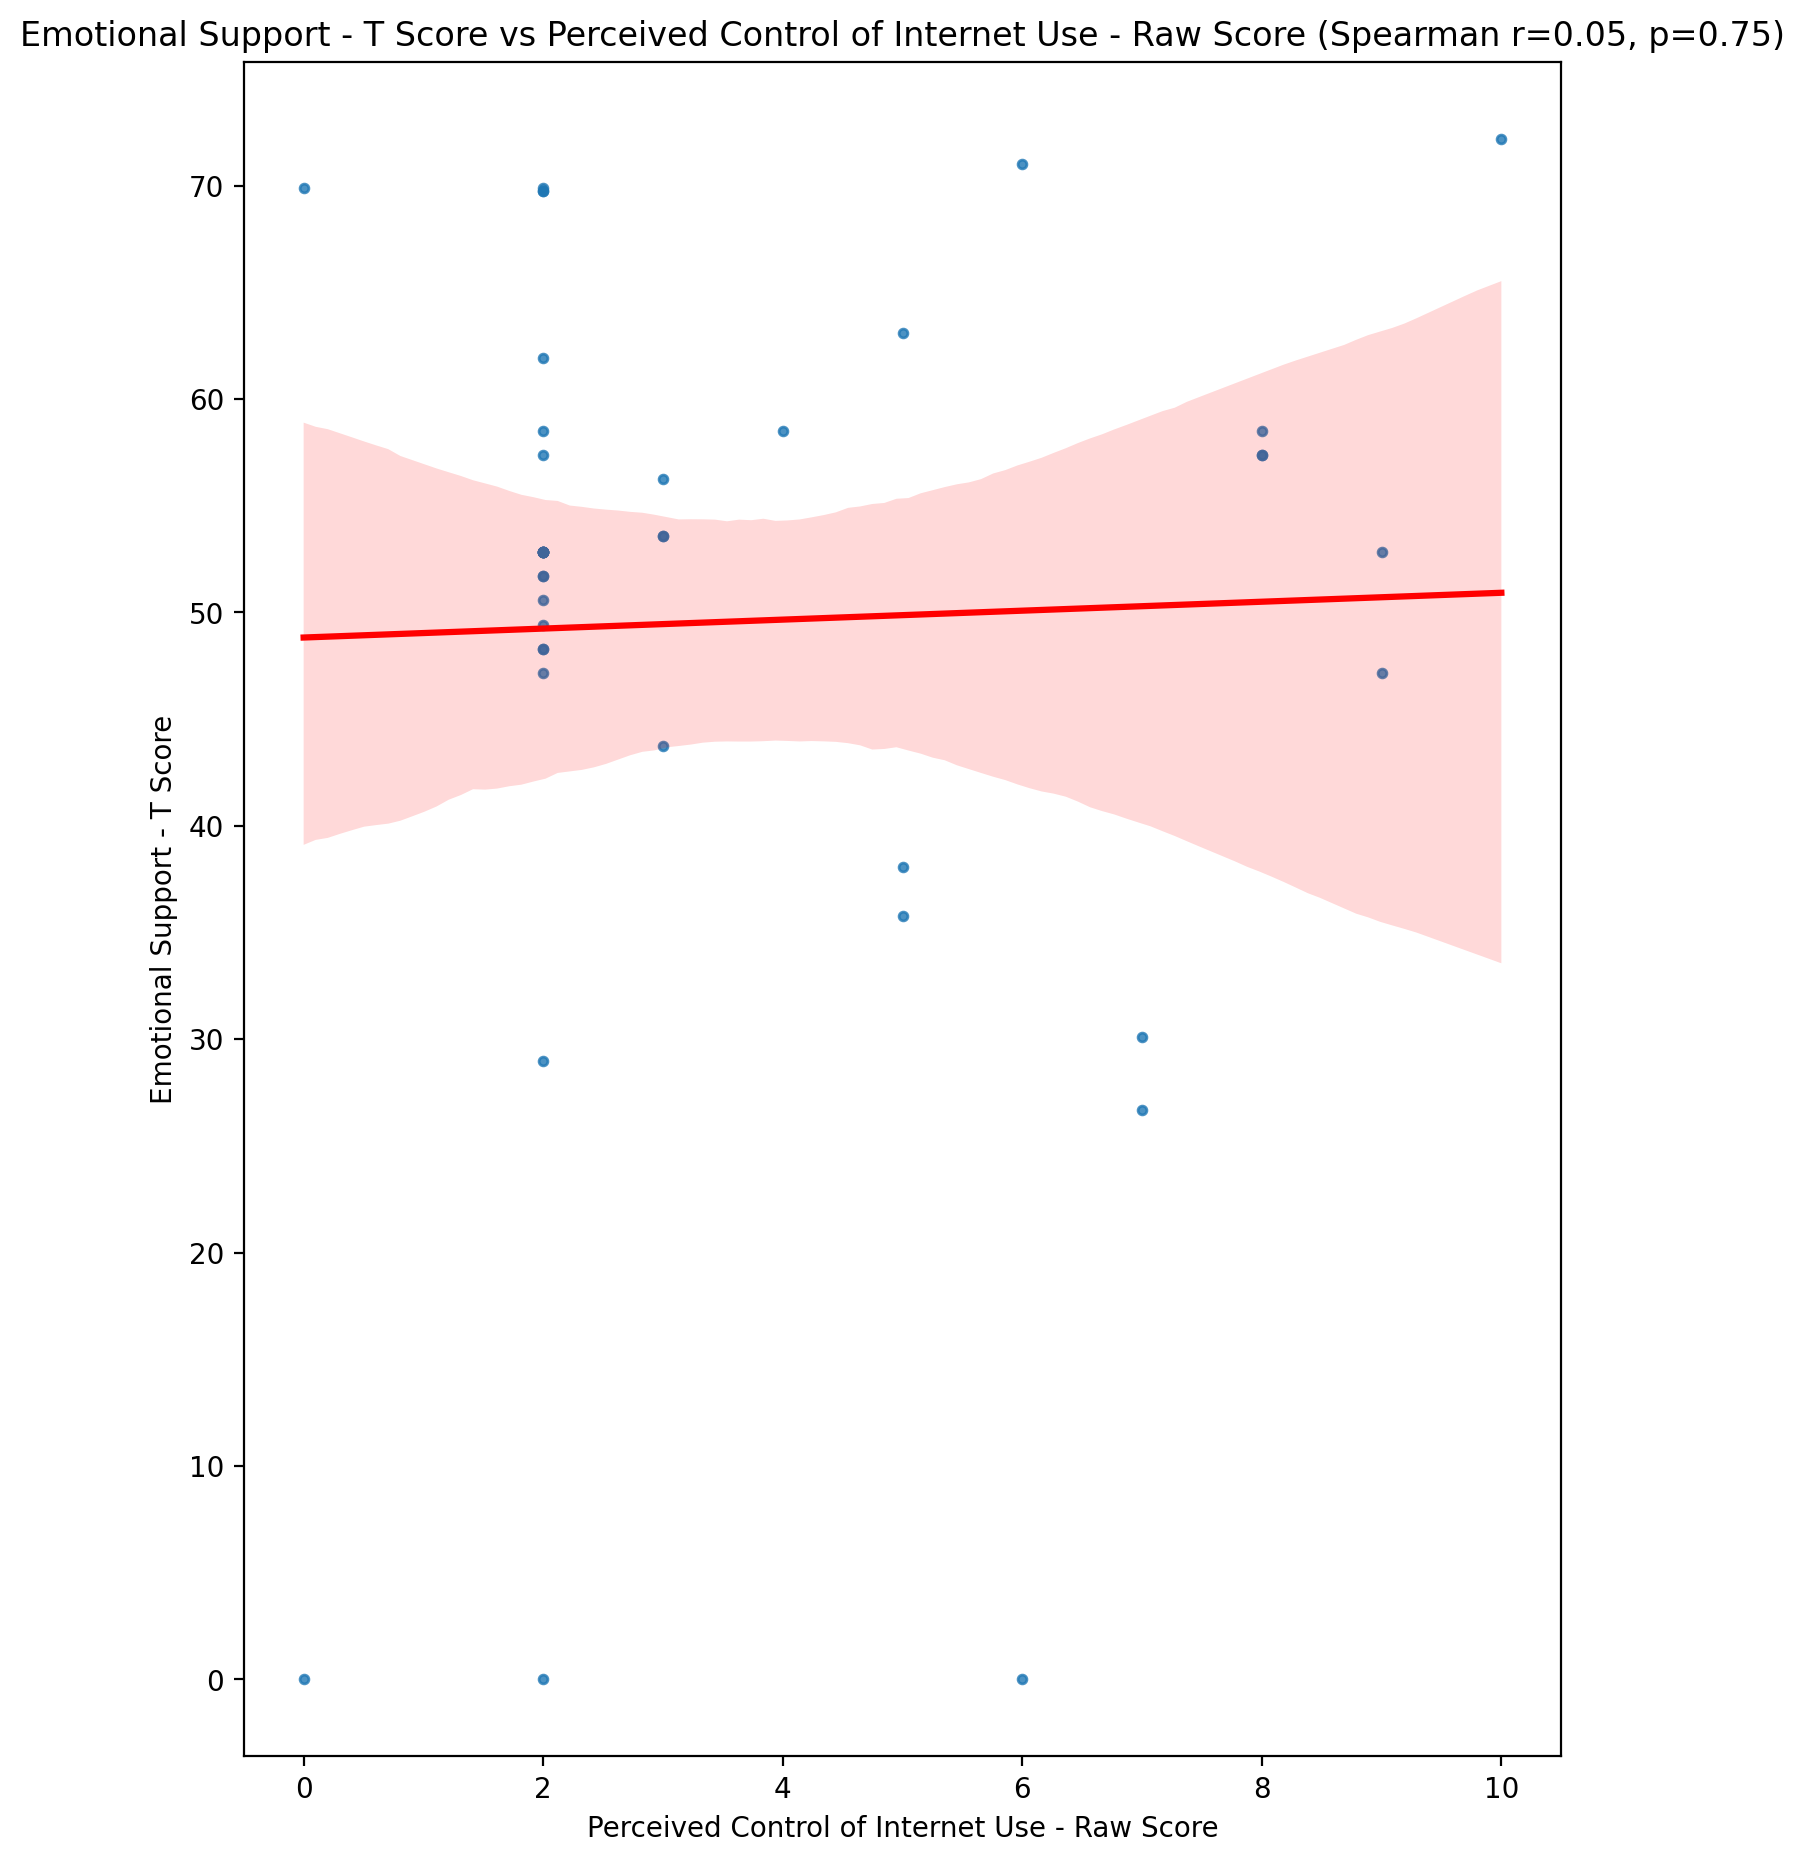 Emotional Support - T Score vs Perceived Control of Internet Use - Raw Score (Spearman r=0.05, p=0.75)
Emotional Support - T Score
70
60
50
40
30
20
10
0
0 2 4 6 8 10
Perceived Control of Internet Use - Raw Score